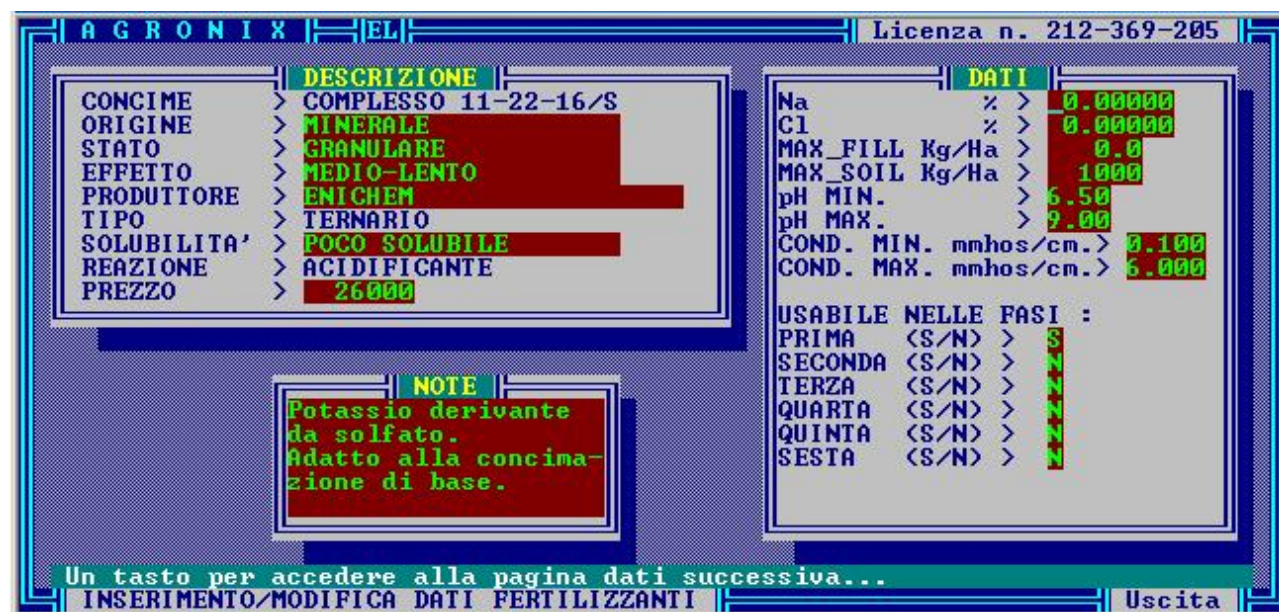 AGRONIX EL Licenza n. 212-369-205
DESCRIZIONE
CONCIME > COMPLESSO 11-22-16/S
ORIGINE > MINERALE
STATO > GRANULARE
EFFETTO > MEDIO-LENTO
PRODUTTORE > ENICHEM
TIPO > TERNARIO
SOLUBILITA' > POCO SOLUBILE
REAZIONE > ACIDIFICANTE
PREZZO > 26000
DATI
Na % > 0.00000
Cl % > 0.00000
MAX_FILL Kg/Ha > 0.0
MAX_SOIL Kg/Ha > 1000
pH MIN. > 6.50
pH MAX. > 9.00
COND. MIN. mmhos/cm.> 0.100
COND. MAX. mmhos/cm.> 6.000
USABILE NELLE FASI :
PRIMA (S/N) > S
SECONDA (S/N) > N
TERZA (S/N) > N
QUARTA (S/N) > N
QUINTA (S/N) > N
SESTA (S/N) > N
NOTE
Potassio derivante
da solfato.
Adatto alla concima-
zione di base.
Un tasto per accedere alla pagina dati successiva...
INSERIMENTO/MODIFICA DATI FERTILIZZANTI Uscita